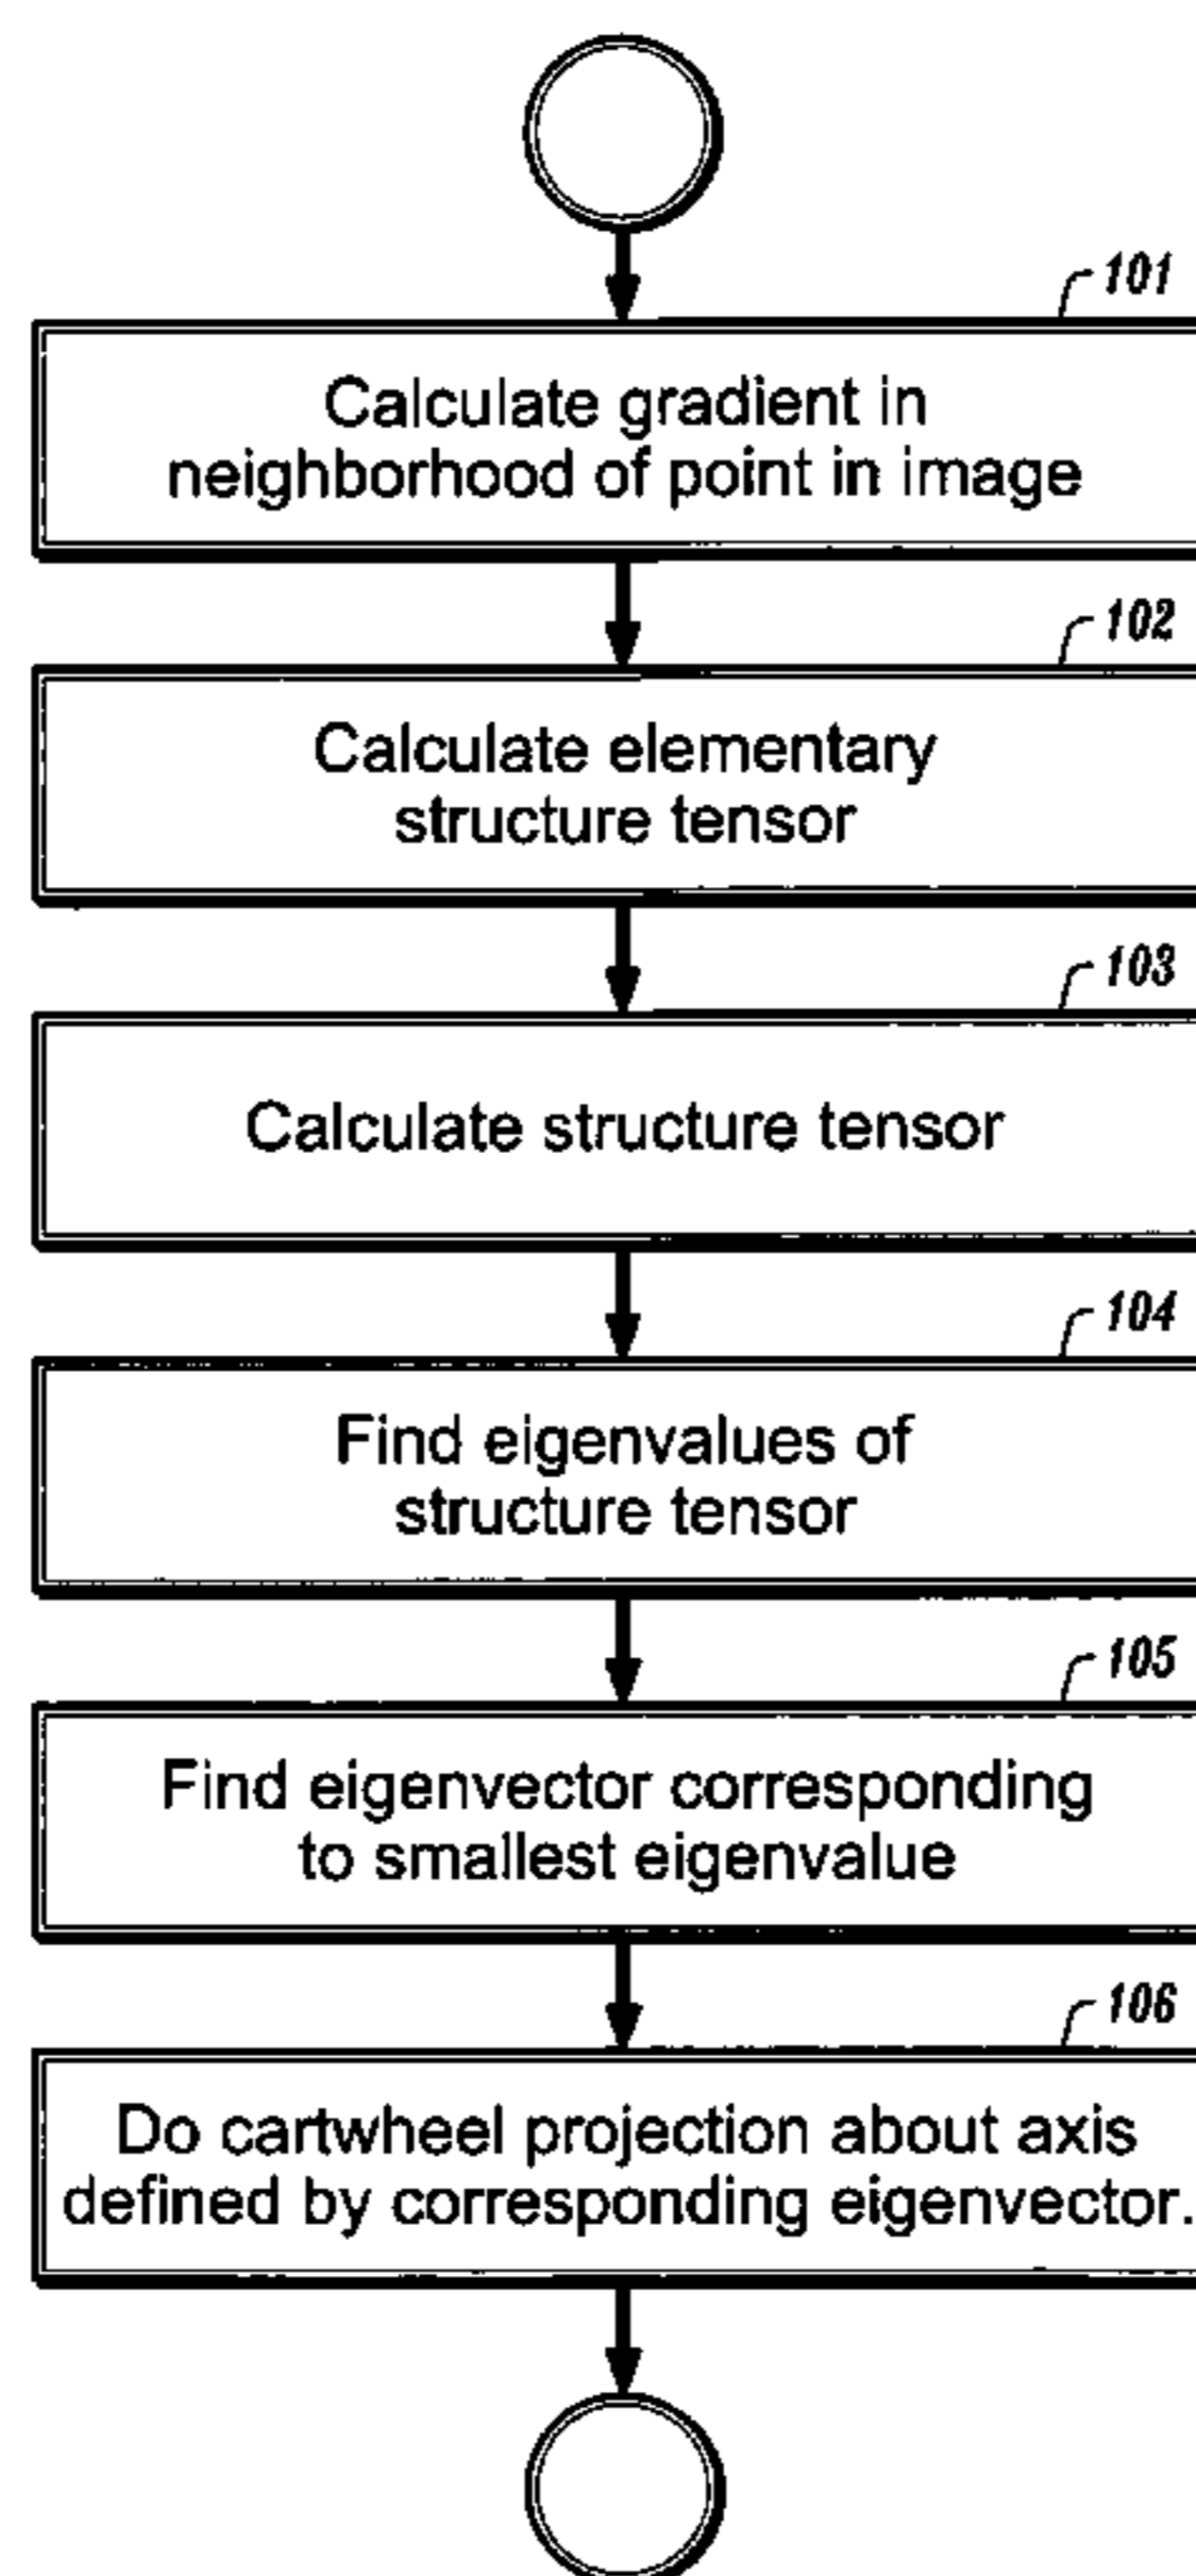 101
Calculate gradient in
neighborhood of point in image
102
Calculate elementary
structure tensor
103
Calculate structure tensor
104
Find eigenvalues of
structure tensor
105
Find eigenvector corresponding
to smallest eigenvalue
106
Do cartwheel projection about axis
defined by corresponding eigenvector.